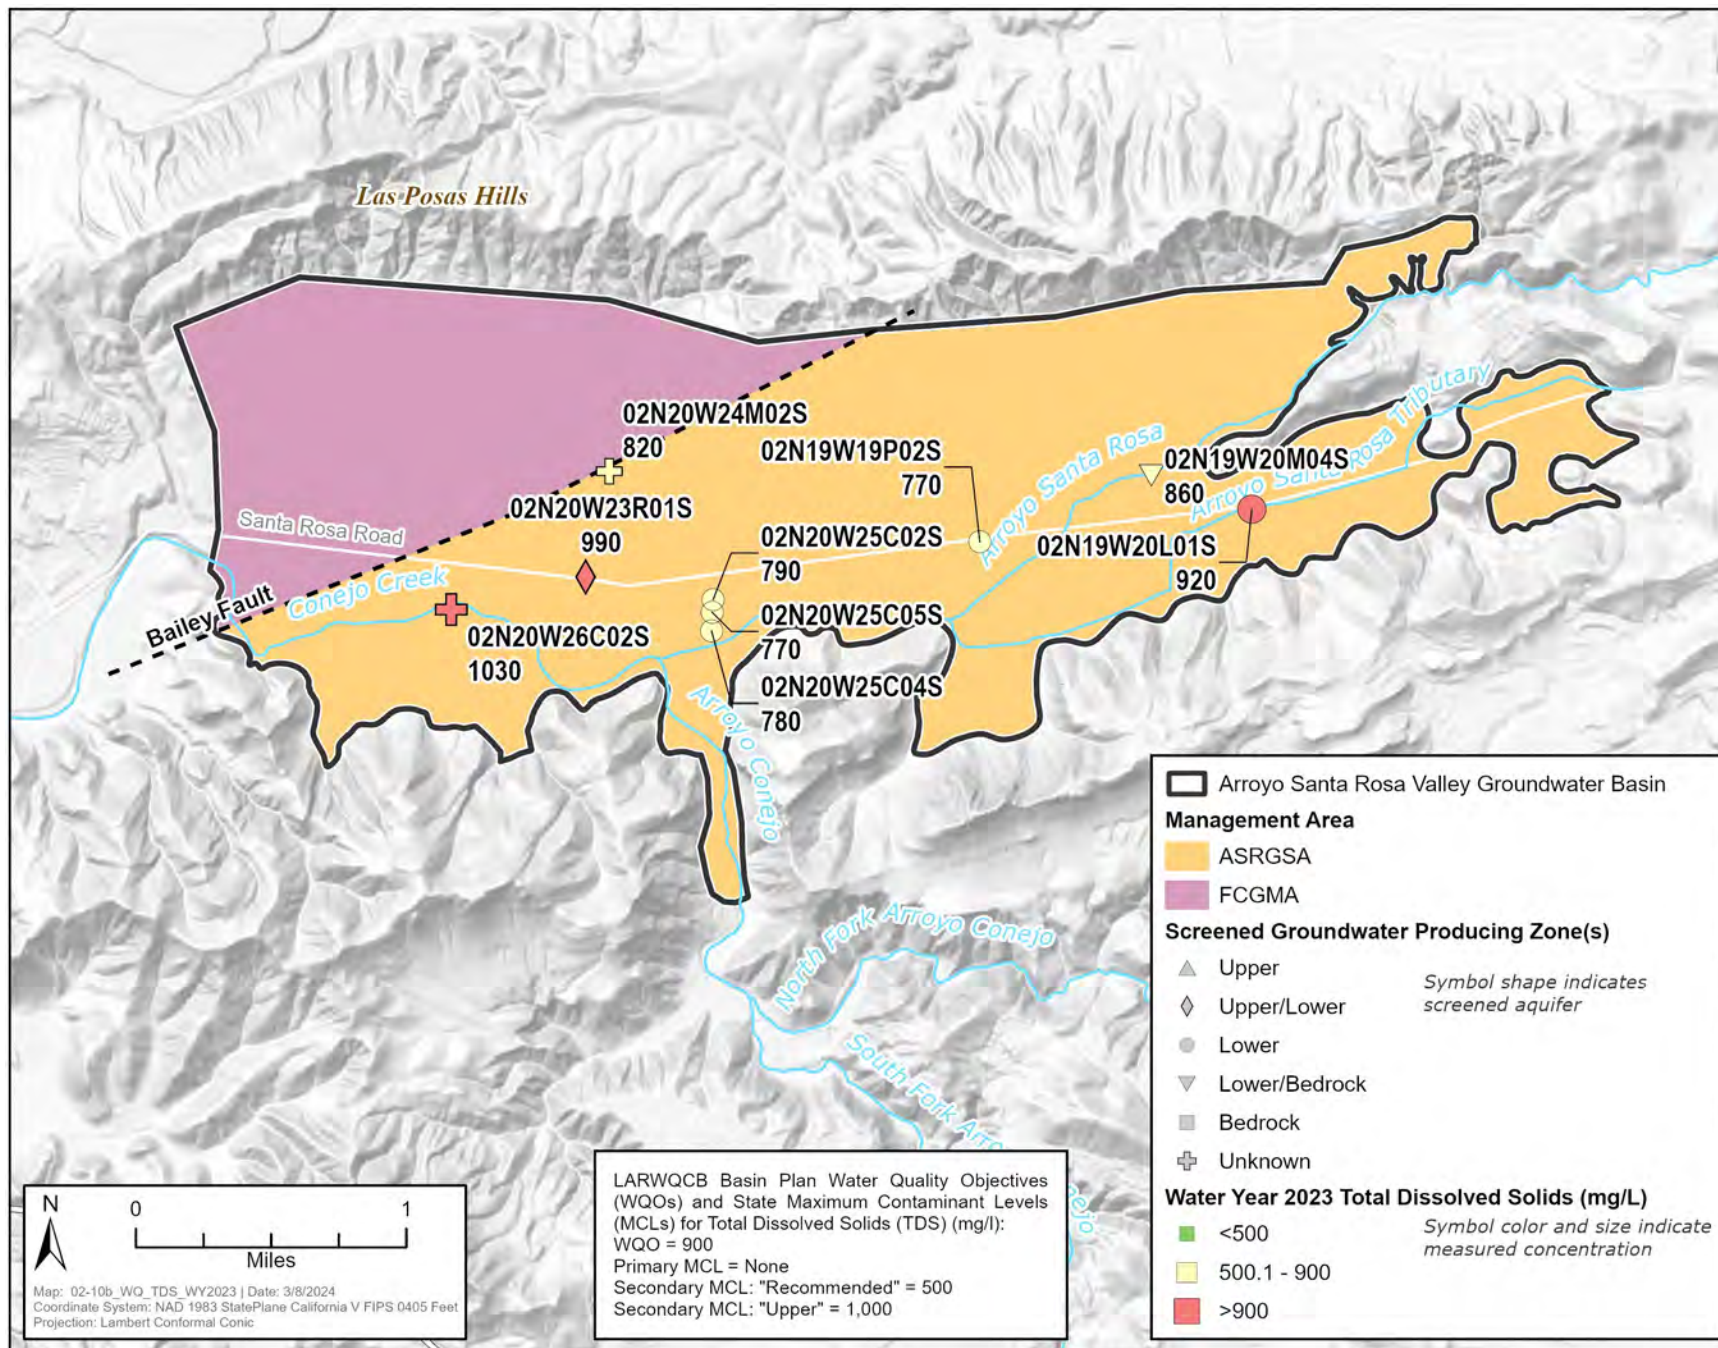 Las Posas Hills
02N20W24M02S
820
02N19W19P02S
770
Arroyo Santa Rosa
02N19W20M04S
860
Arroyo Santa Rosa Tributary
02N20W23R01S
990
Santa Rosa Road
02N20W25C02S
790
02N19W20L01S
920
Conejo Creek
Bailey Fault
02N20W25C05S
770
02N20W26C02S
1030
02N20W25C04S
780
Arroyo Santa Rosa
Arroyo Conejo
North Fork Arroyo Conejo
South Fork Arro
nejo
Arroyo Santa Rosa Valley Groundwater Basin
Management Area
ASRGSA
FCGMA
Screened Groundwater Producing Zone(s)
Upper
Upper/Lower
Lower
Lower/Bedrock
Bedrock
Unknown
Symbol shape indicates
screened aquifer
Water Year 2023 Total Dissolved Solids (mg/L)
<500
500.1 - 900
>900
Symbol color and size indicate
measured concentration
LARWQCB Basin Plan Water Quality Objectives
(WQOs) and State Maximum Contaminant Levels
(MCLs) for Total Dissolved Solids (TDS) (mg/l):
WQO = 900
Primary MCL = None
Secondary MCL: "Recommended" = 500
Secondary MCL: "Upper" = 1,000
N
0 1
Miles
Map: 02-10b_WQ_TDS_WY2023 | Date: 3/8/2024
Coordinate System: NAD 1983 StatePlane California V FIPS 0405 Feet
Projection: Lambert Conformal Conic